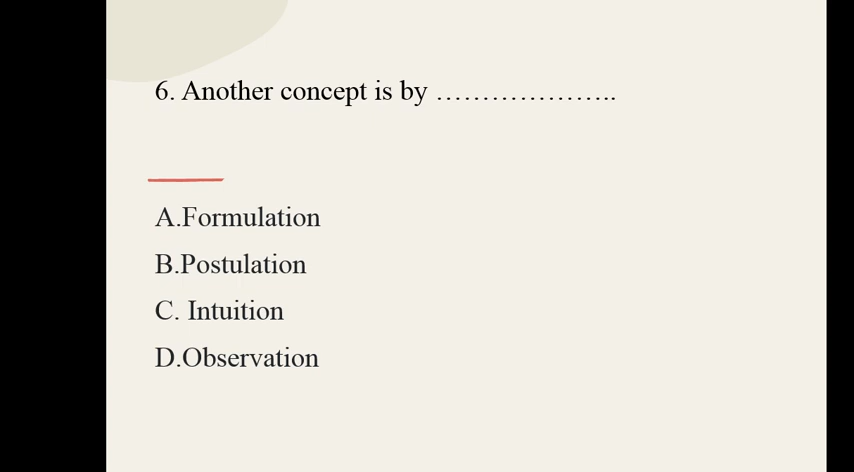 6. Another concept is by ………………..
A.Formulation
B.Postulation
C. Intuition
D.Observation